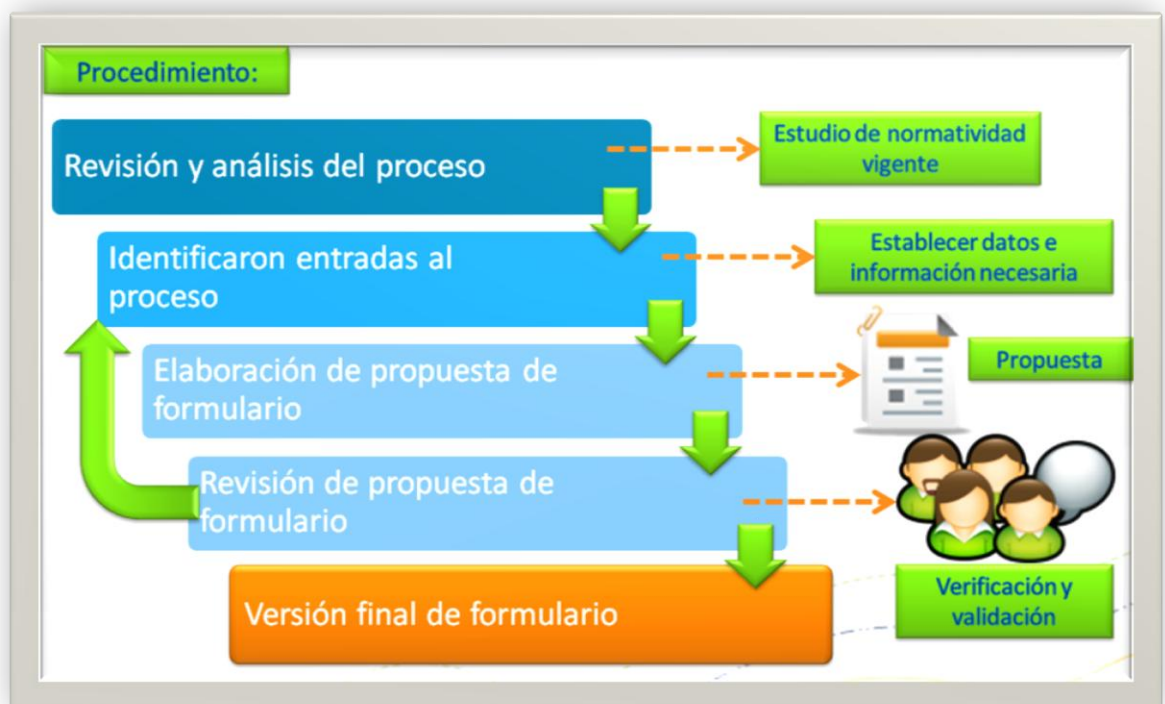 Procedimiento:
Revisión y análisis del proceso
Estudio de normatividad
vigente
Identificaron entradas al
proceso
Establecer datos e
información necesaria
Elaboración de propuesta de
formulario
Propuesta
Revisión de propuesta de
formulario
Verificación y
validación
Versión final de formulario